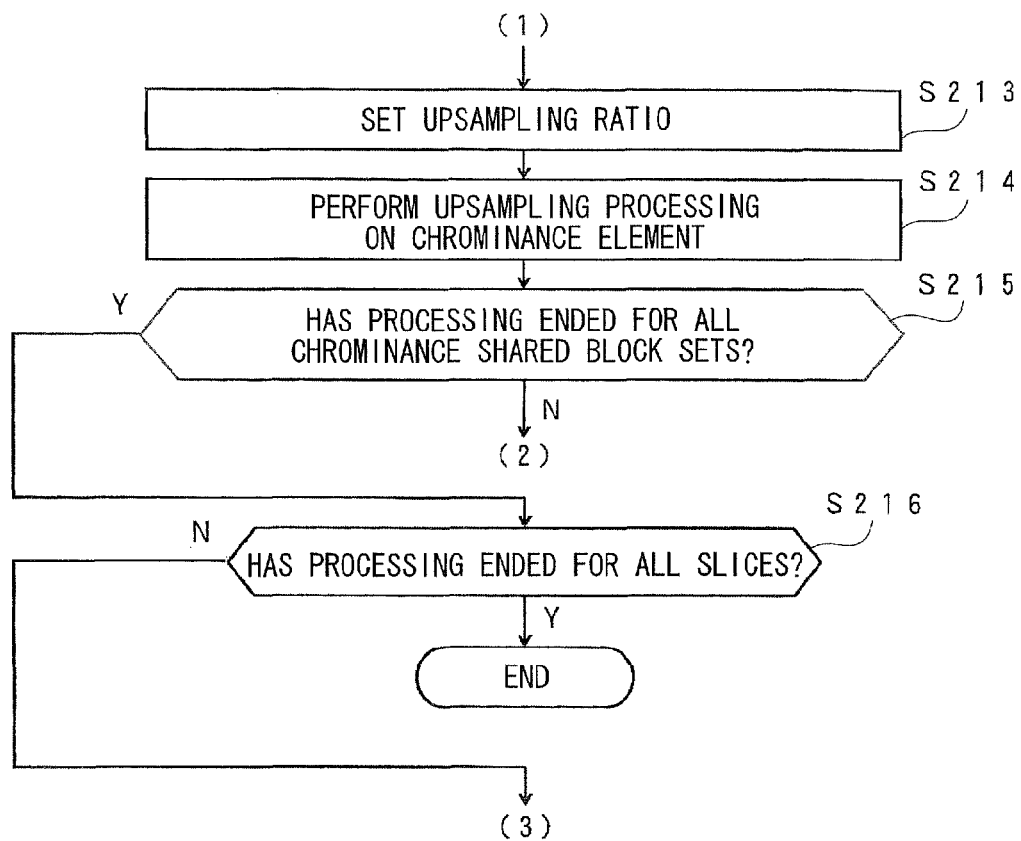 (1)
S213
SET UPSAMPLING RATIO
S214
PERFORM UPSAMPLING PROCESSING
ON CHROMINANCE ELEMENT
S215
Y
HAS PROCESSING ENDED FOR ALL
CHROMINANCE SHARED BLOCK SETS?
N
(2)
S216
N
HAS PROCESSING ENDED FOR ALL SLICES?
Y
END
(3)